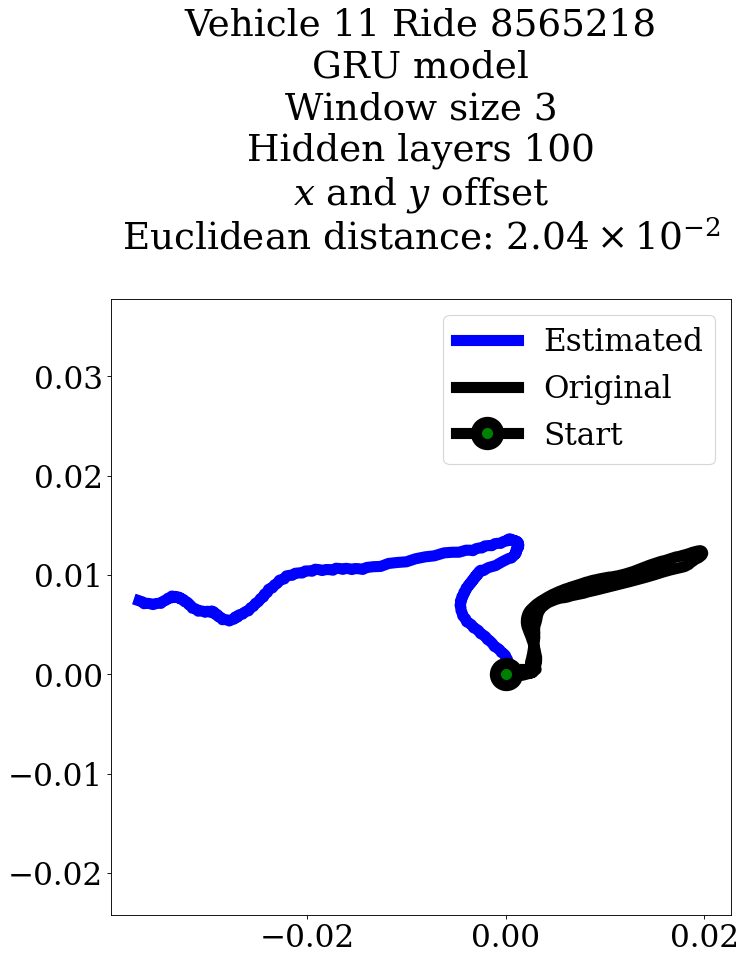 Vehicle 11 Ride 8565218
GRU model
Window size 3
Hidden layers 100
x and y offset
Euclidean distance: 2.04 × 10⁻²
Estimated
Original
Start
0.03
0.02
0.01
0.00
−0.01
−0.02
−0.02 0.00 0.02